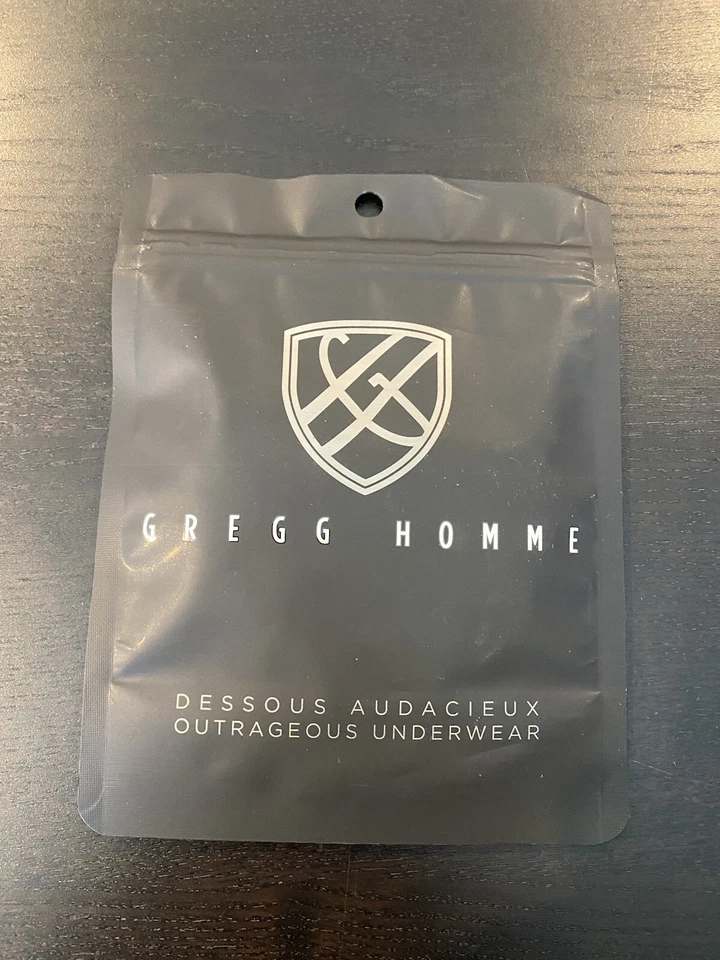 GREGG HOMME
DESSOUS AUDACIEUX
OUTRAGEOUS UNDERWEAR